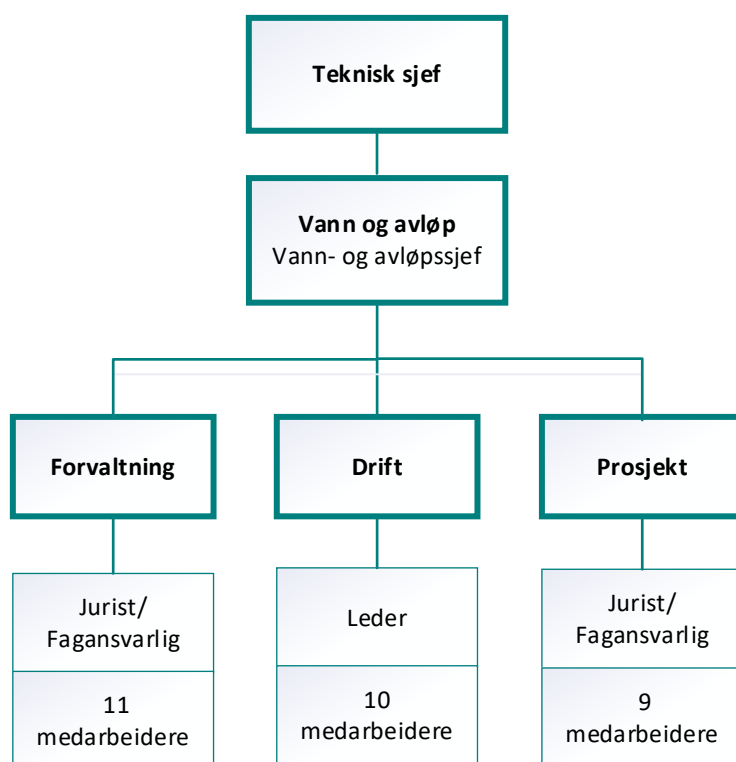 Teknisk sjef
Vann og avløp
Vann- og avløpssjef
Forvaltning
Drift
Prosjekt
Jurist/
Fagansvarlig
11
medarbeidere
Leder
10
medarbeidere
Jurist/
Fagansvarlig
9
medarbeidere